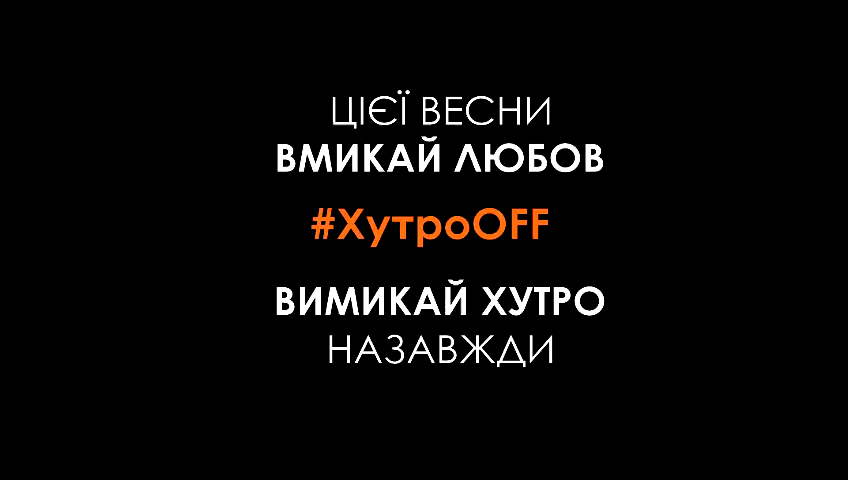 ЦІЄЇ ВЕСНИ
ВМИКАЙ ЛЮБОВ
#ХутроOFF
ВИМИКАЙ ХУТРО
НАЗАВЖДИ